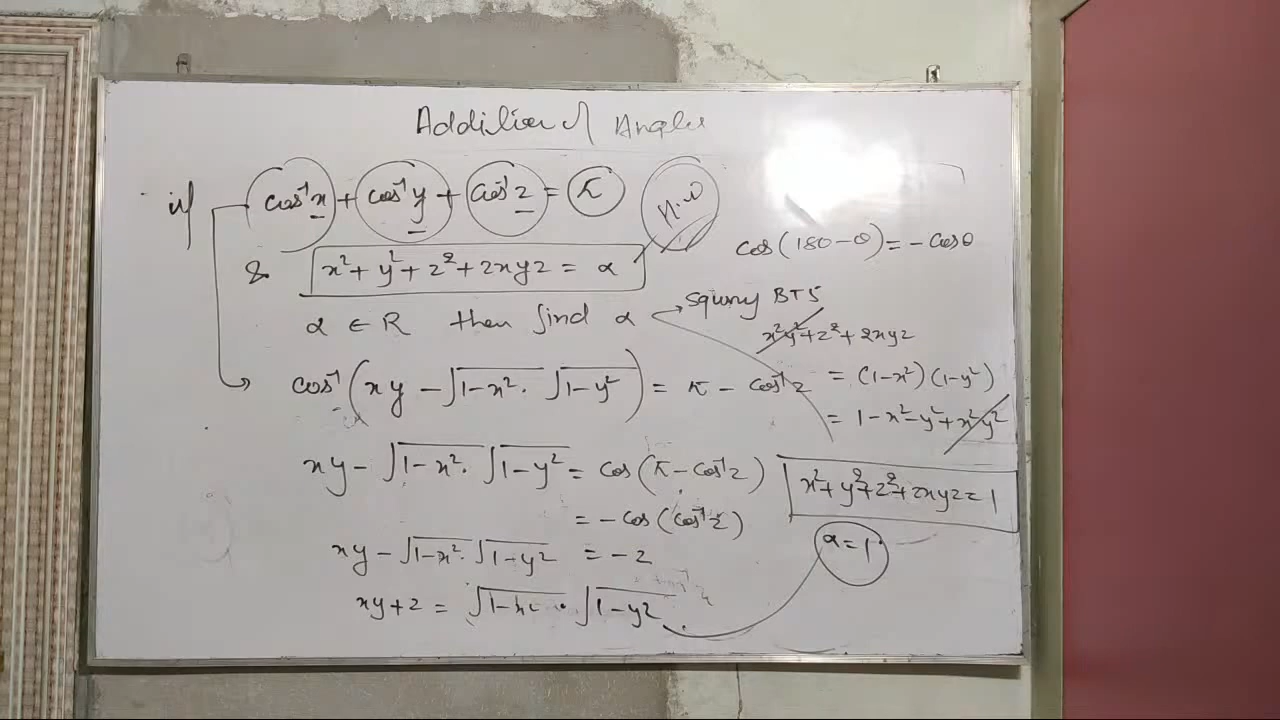 Addition of Angles
if cos⁻¹x + cos⁻¹y + cos⁻¹z = π
& x² + y² + z² + 2xyz = α
α ∈ R then find α
cos⁻¹(xy - √1-x² · √1-y²) = π - cos⁻¹z
xy - √1-x² · √1-y² = cos(π - cos⁻¹z)
= -cos(cos⁻¹z)
xy - √1-x² · √1-y² = -z
xy + z = √1-x² · √1-y²
cos(180-θ) = -cosθ
Squrng BTS
x²y² + z² + 2xyz
= (1-x²)(1-y²)
= 1-x²-y²+x²y²
x²+y²+z²+2xyz=1
α=1